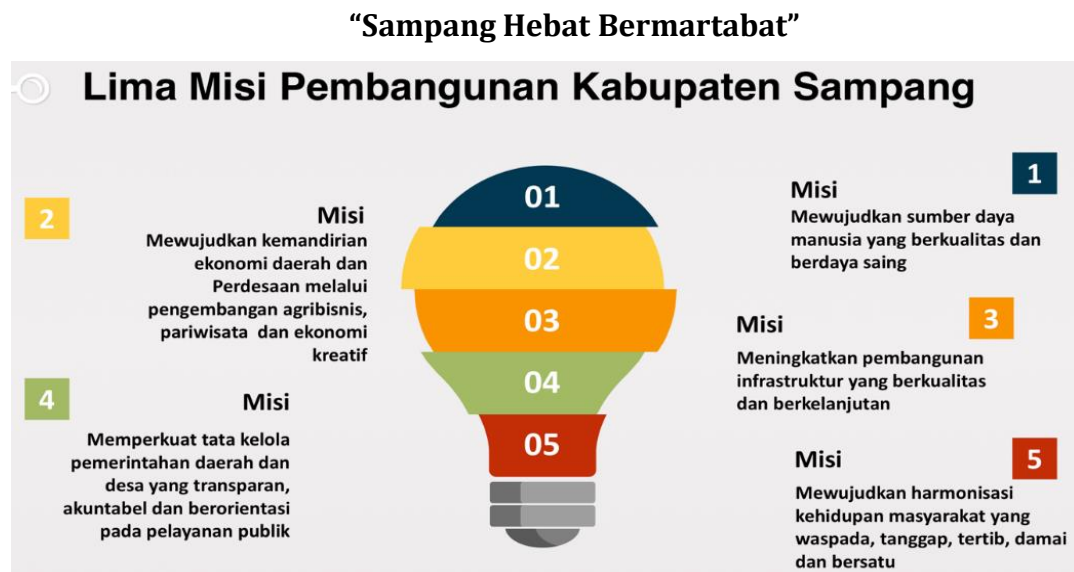 “Sampang Hebat Bermartabat”
Lima Misi Pembangunan Kabupaten Sampang
01
02
03
04
05
1
Misi
Mewujudkan sumber daya
manusia yang berkualitas dan
berdaya saing
2
Misi
Mewujudkan kemandirian
ekonomi daerah dan
Perdesaan melalui
pengembangan agribisnis,
pariwisata dan ekonomi
kreatif
3
Misi
Meningkatkan pembangunan
infrastruktur yang berkualitas
dan berkelanjutan
4
Misi
Memperkuat tata kelola
pemerintahan daerah dan
desa yang transparan,
akuntabel dan berorientasi
pada pelayanan publik
5
Misi
Mewujudkan harmonisasi
kehidupan masyarakat yang
waspada, tanggap, tertib, damai
dan bersatu